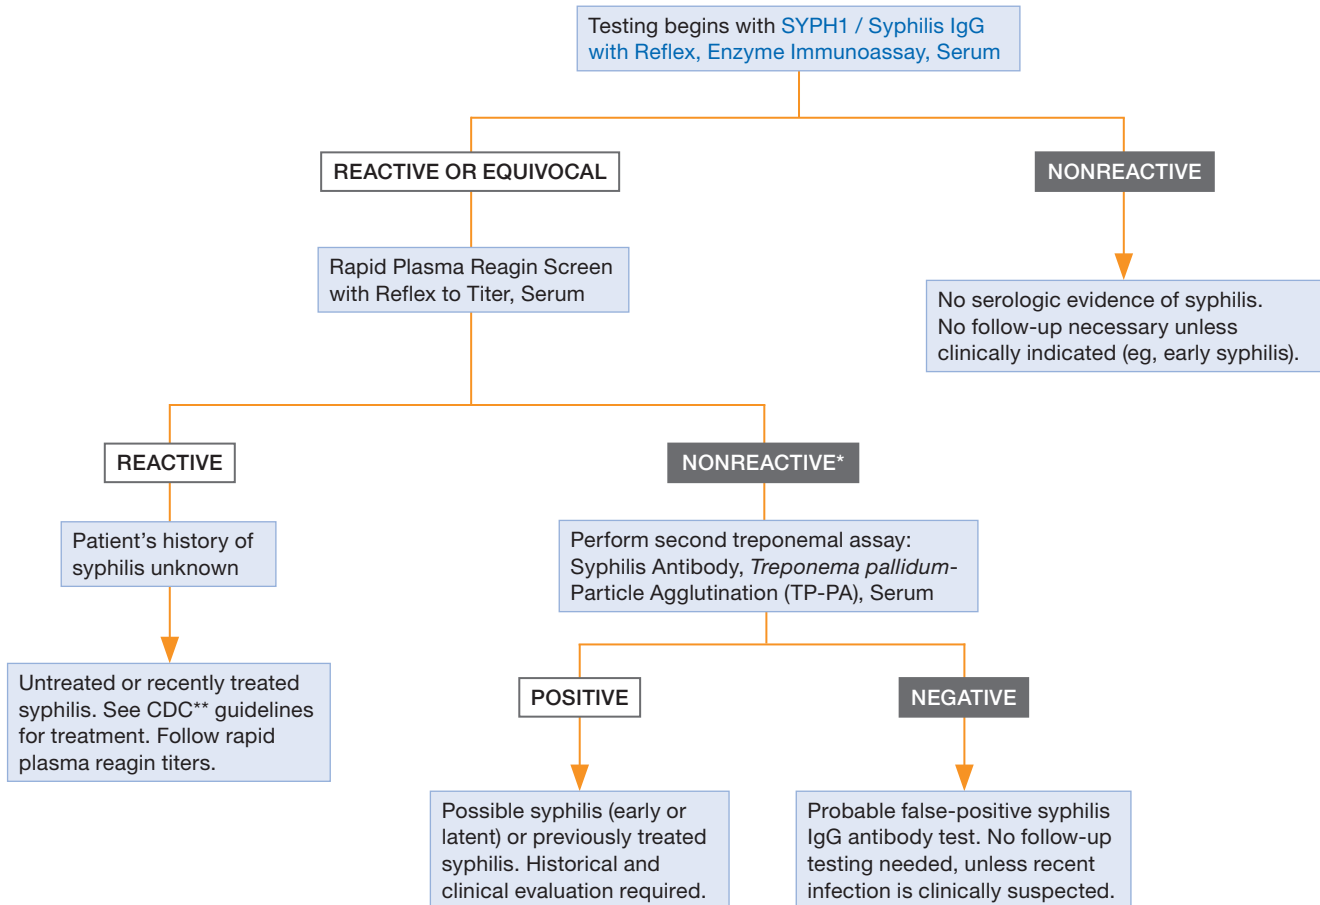 Testing begins with SYPH1 / Syphilis IgG
with Reflex, Enzyme Immunoassay, Serum
REACTIVE OR EQUIVOCAL
NONREACTIVE
Rapid Plasma Reagin Screen
with Reflex to Titer, Serum
No serologic evidence of syphilis.
No follow-up necessary unless
clinically indicated (eg, early syphilis).
REACTIVE
NONREACTIVE*
Patient's history of
syphilis unknown
Perform second treponemal assay:
Syphilis Antibody, Treponema pallidum-
Particle Agglutination (TP-PA), Serum
Untreated or recently treated
syphilis. See CDC** guidelines
for treatment. Follow rapid
plasma reagin titers.
POSITIVE
NEGATIVE
Possible syphilis (early or
latent) or previously treated
syphilis. Historical and
clinical evaluation required.
Probable false-positive syphilis
IgG antibody test. No follow-up
testing needed, unless recent
infection is clinically suspected.